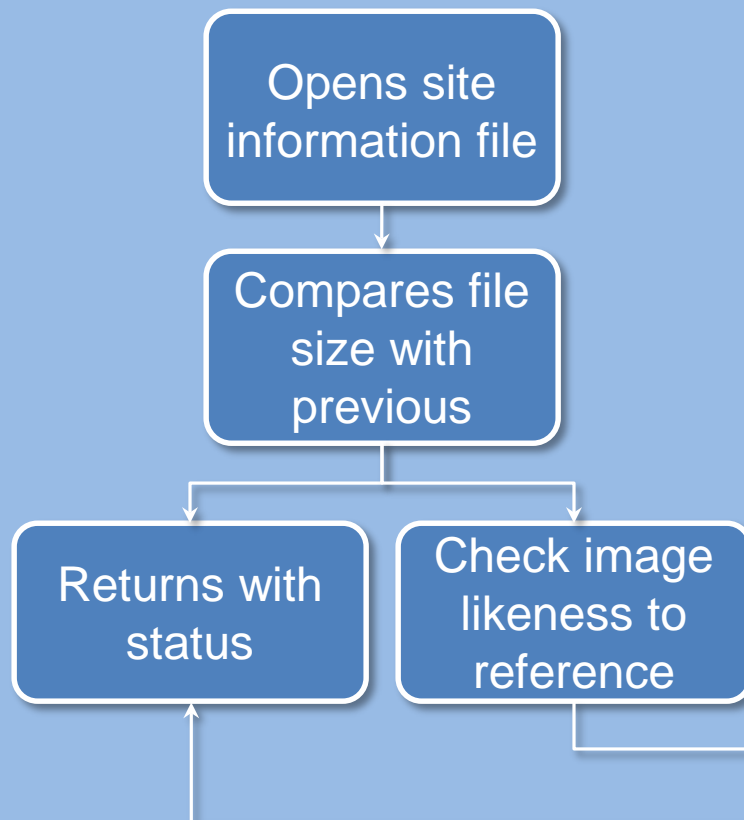 Opens site
information file
Compares file
size with
previous
Returns with
status
Check image
likeness to
reference